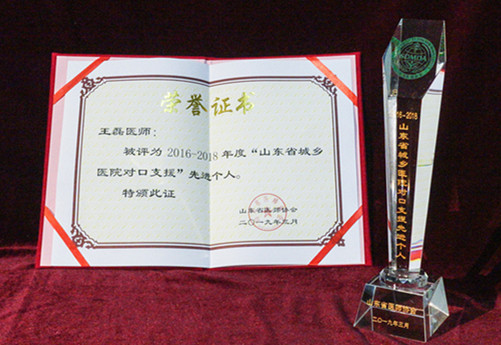 荣誉证书
王磊医师：
被评为2016-2018年度“山东省城乡
医院对口支援”先进个人。
特颁此证
山东省医师协会
二〇一九年三月
SDMDA
2016-2018
山东省城乡医院对口支援先进个人
山东省医师协会
二〇一九年三月